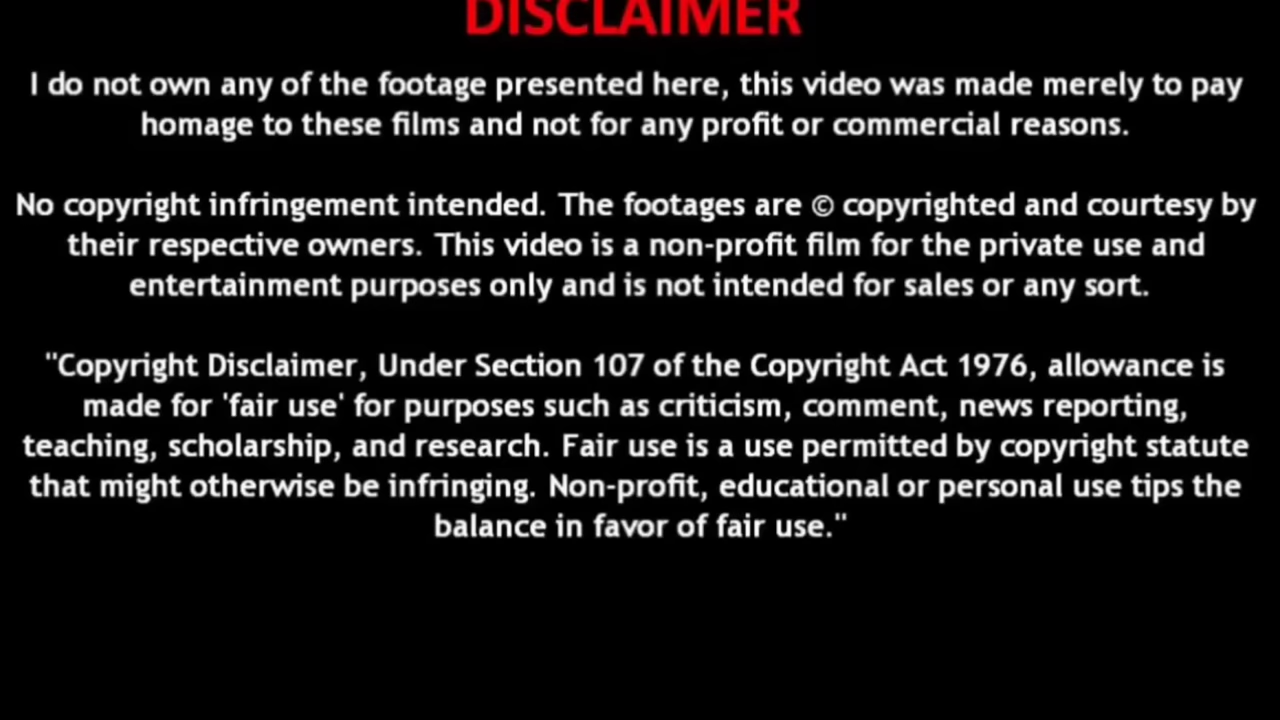 DISCLAIMER
I do not own any of the footage presented here, this video was made merely to pay
homage to these films and not for any profit or commercial reasons.
No copyright infringement intended. The footages are © copyrighted and courtesy by
their respective owners. This video is a non-profit film for the private use and
entertainment purposes only and is not intended for sales or any sort.
"Copyright Disclaimer, Under Section 107 of the Copyright Act 1976, allowance is
made for 'fair use' for purposes such as criticism, comment, news reporting,
teaching, scholarship, and research. Fair use is a use permitted by copyright statute
that might otherwise be infringing. Non-profit, educational or personal use tips the
balance in favor of fair use."